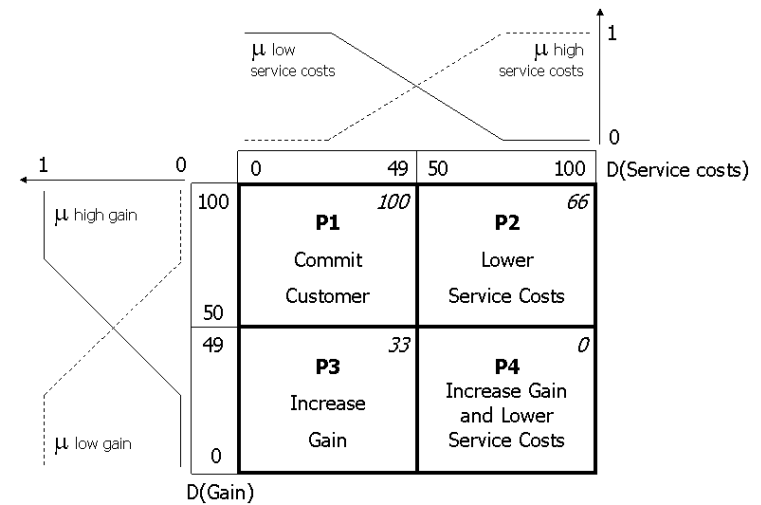 1
μ low
service costs
μ high
service costs
0
1 0
0 49 50 100 D(Service costs)
μ high gain
100
50
P1 100
Commit
Customer
P2 66
Lower
Service Costs
49
0
P3 33
Increase
Gain
P4 0
Increase Gain
and Lower
Service Costs
μ low gain
D(Gain)